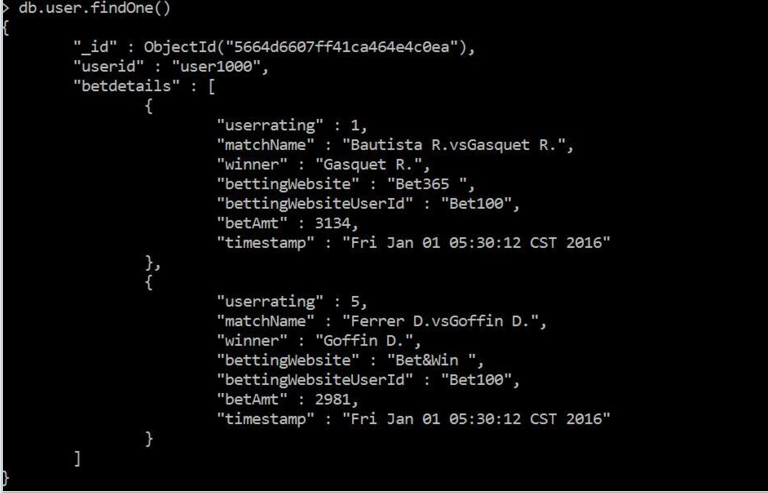 > db.user.findOne()
{
"_id" : ObjectId("5664d6607ff41ca464e4c0ea"),
"userid" : "user1000",
"betdetails" : [
{
"userrating" : 1,
"matchName" : "Bautista R.vsGasquet R.",
"winner" : "Gasquet R.",
"bettingWebsite" : "Bet365 ",
"bettingWebsiteUserId" : "Bet100",
"betAmt" : 3134,
"timestamp" : "Fri Jan 01 05:30:12 CST 2016"
},
{
"userrating" : 5,
"matchName" : "Ferrer D.vsGoffin D.",
"winner" : "Goffin D.",
"bettingWebsite" : "Bet&Win ",
"bettingWebsiteUserId" : "Bet100",
"betAmt" : 2981,
"timestamp" : "Fri Jan 01 05:30:12 CST 2016"
}
]
}